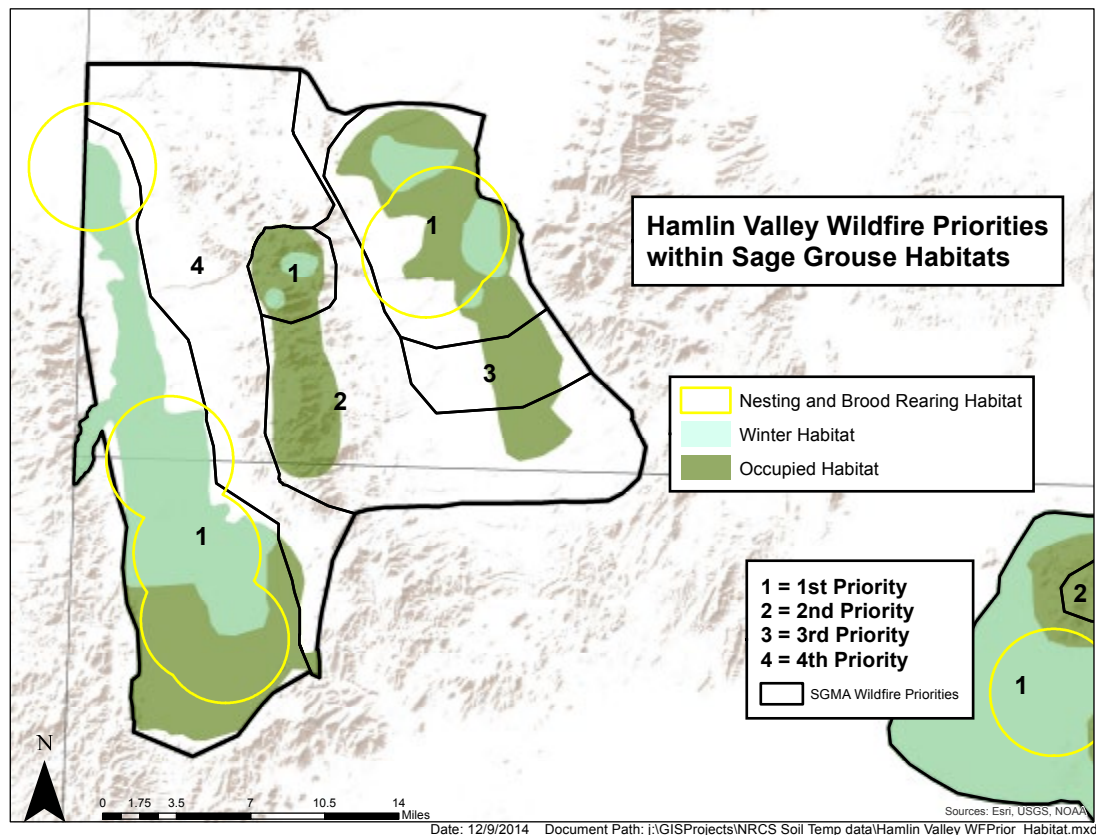 Hamlin Valley Wildfire Priorities
within Sage Grouse Habitats
4
1
1
2
3
1
Nesting and Brood Rearing Habitat
Winter Habitat
Occupied Habitat
1 = 1st Priority
2 = 2nd Priority
3 = 3rd Priority
4 = 4th Priority
SGMA Wildfire Priorities
2
1
N
0 1.75 3.5 7 10.5 14
Miles
Sources: Esri, USGS, NOAA
Date: 12/9/2014 Document Path: j:\GISProjects\NRCS Soil Temp data\Hamlin Valley WFPrior_Habitat.mxd